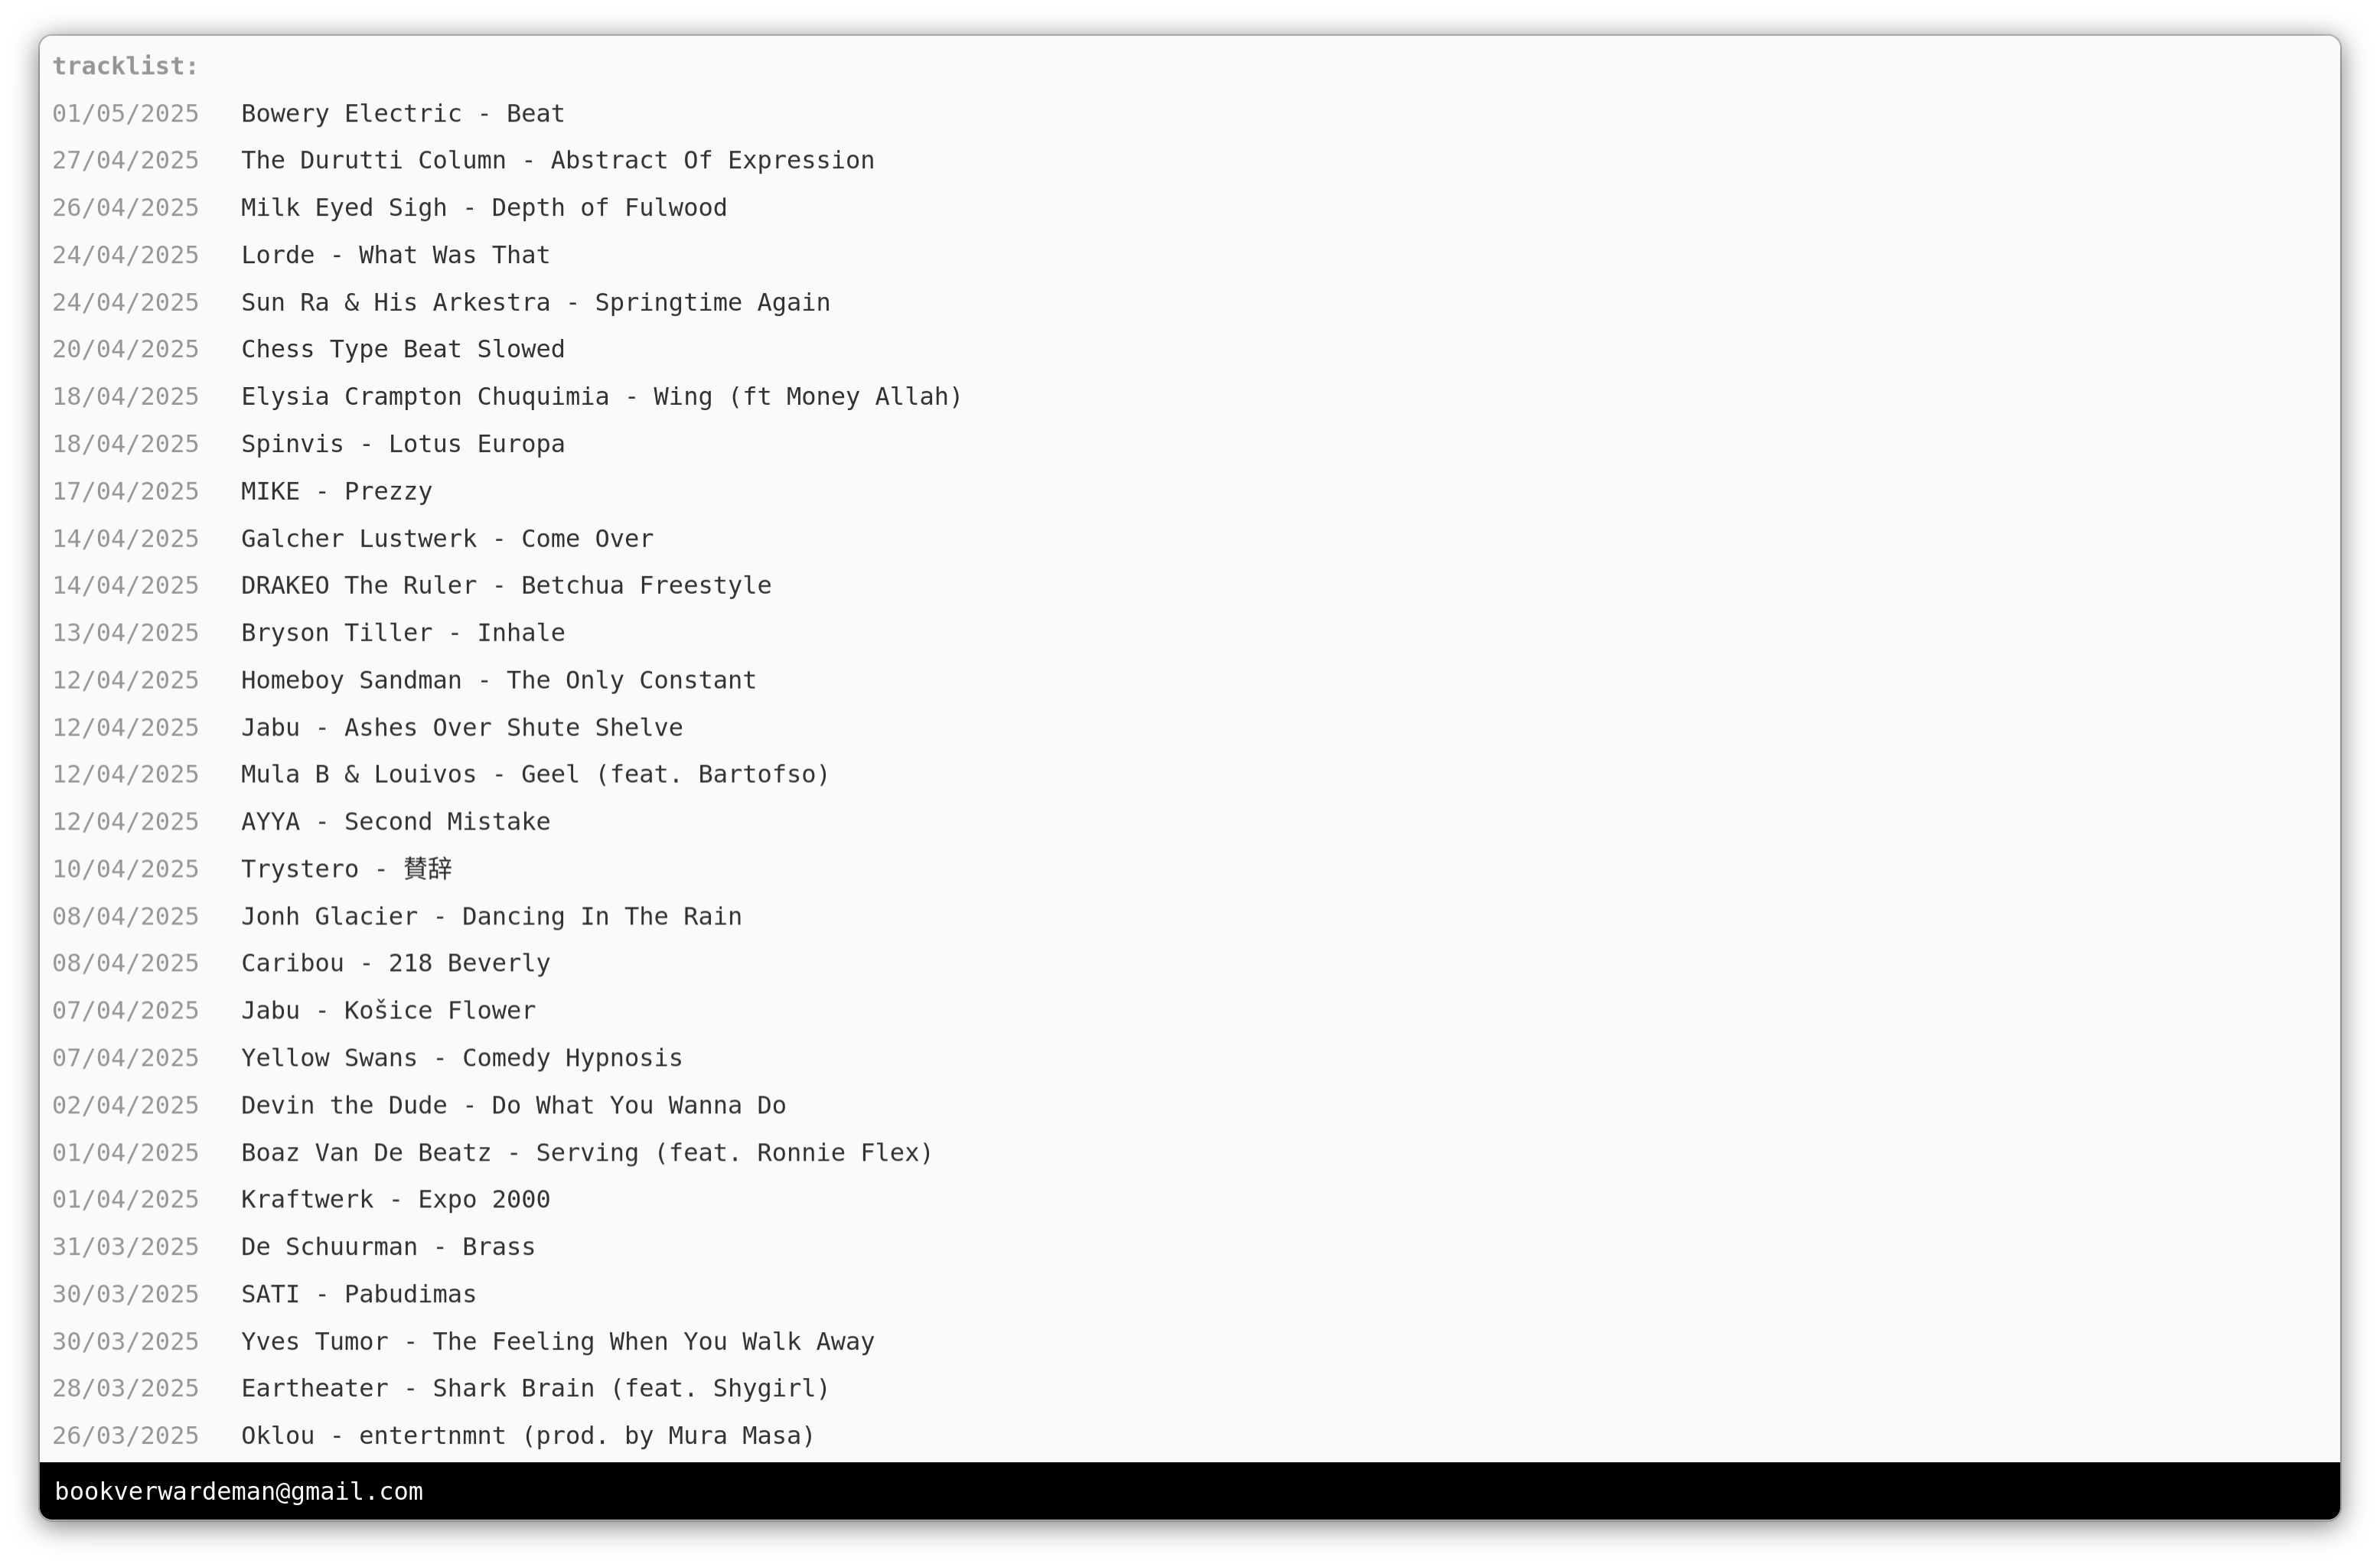 tracklist:
01/05/2025 Bowery Electric - Beat
27/04/2025 The Durutti Column - Abstract Of Expression
26/04/2025 Milk Eyed Sigh - Depth of Fulwood
24/04/2025 Lorde - What Was That
24/04/2025 Sun Ra & His Arkestra - Springtime Again
20/04/2025 Chess Type Beat Slowed
18/04/2025 Elysia Crampton Chuquimia - Wing (ft Money Allah)
18/04/2025 Spinvis - Lotus Europa
17/04/2025 MIKE - Prezzy
14/04/2025 Galcher Lustwerk - Come Over
14/04/2025 DRAKEO The Ruler - Betchua Freestyle
13/04/2025 Bryson Tiller - Inhale
12/04/2025 Homeboy Sandman - The Only Constant
12/04/2025 Jabu - Ashes Over Shute Shelve
12/04/2025 Mula B & Louivos - Geel (feat. Bartofso)
12/04/2025 AYYA - Second Mistake
10/04/2025 Trystero - 賛辞
08/04/2025 Jonh Glacier - Dancing In The Rain
08/04/2025 Caribou - 218 Beverly
07/04/2025 Jabu - Košice Flower
07/04/2025 Yellow Swans - Comedy Hypnosis
02/04/2025 Devin the Dude - Do What You Wanna Do
01/04/2025 Boaz Van De Beatz - Serving (feat. Ronnie Flex)
01/04/2025 Kraftwerk - Expo 2000
31/03/2025 De Schuurman - Brass
30/03/2025 SATI - Pabudimas
30/03/2025 Yves Tumor - The Feeling When You Walk Away
28/03/2025 Eartheater - Shark Brain (feat. Shygirl)
26/03/2025 Oklou - entertnmnt (prod. by Mura Masa)
bookverwardeman@gmail.com